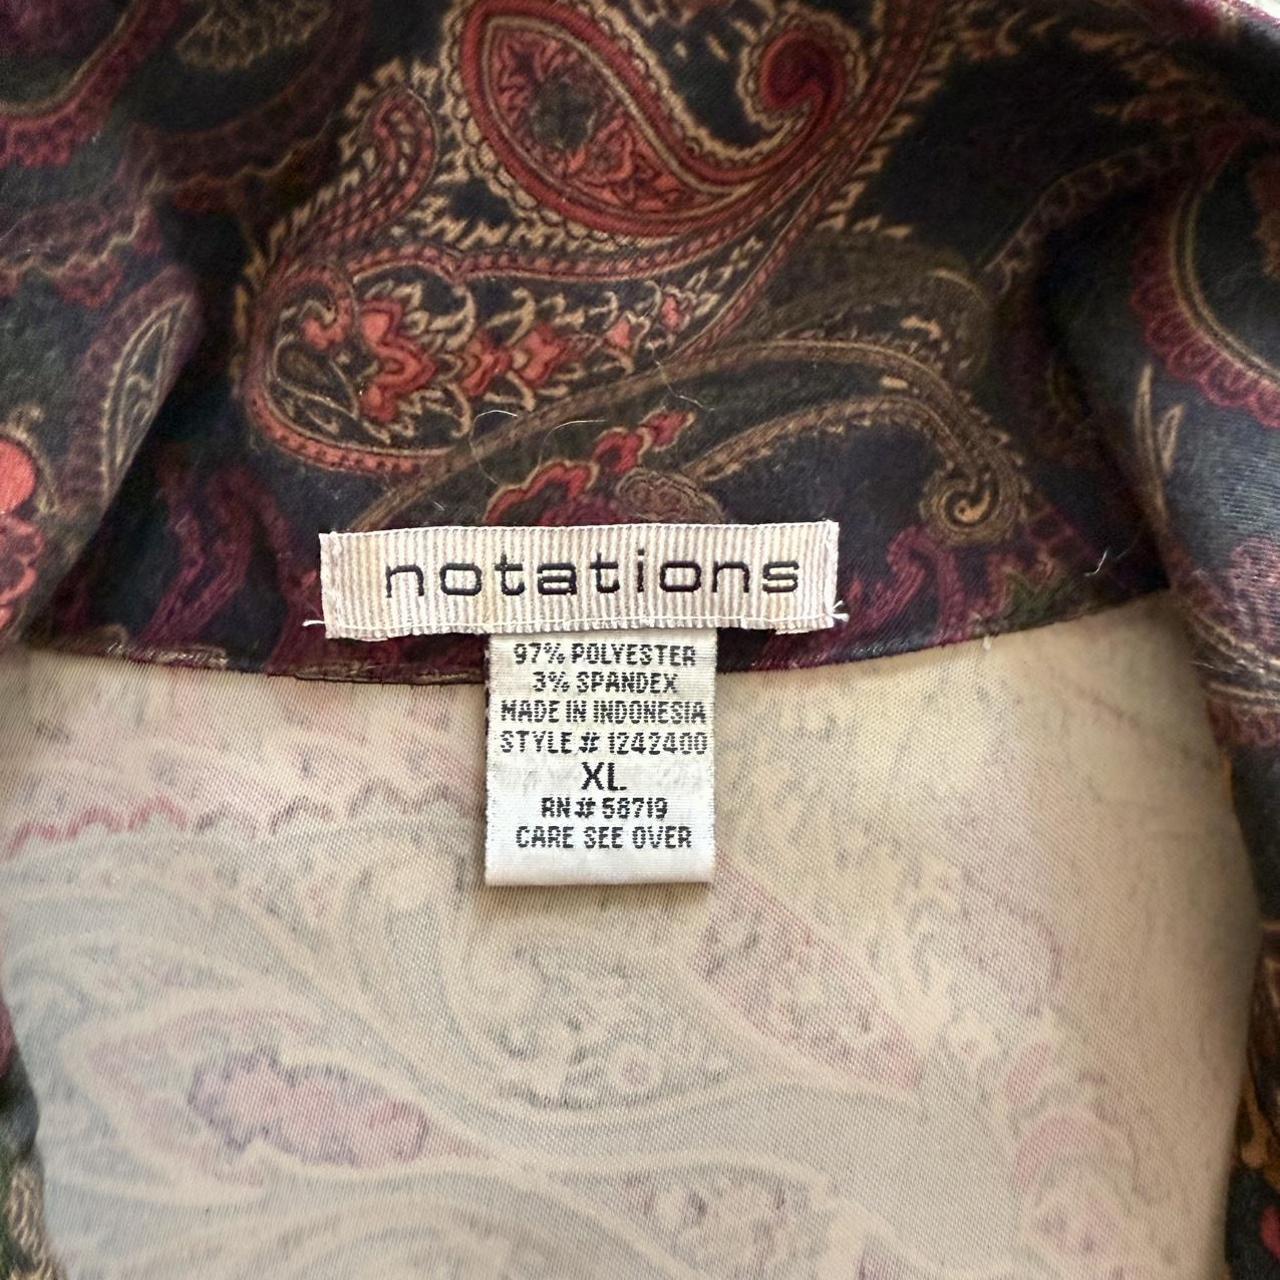 notations
97% POLYESTER
3% SPANDEX
MADE IN INDONESIA
STYLE # 1242400
XL
RN # 58719
CARE SEE OVER